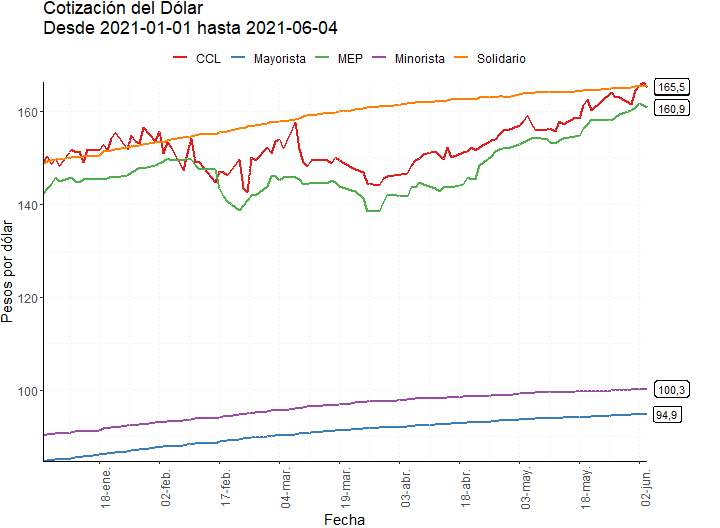 Cotización del Dólar
Desde 2021-01-01 hasta 2021-06-04
CCL Mayorista MEP Minorista Solidario
Pesos por dólar
160
140
120
100
165,5
160,9
100,3
94,9
18-ene.
02-feb.
17-feb.
04-mar.
19-mar.
03-abr.
18-abr.
03-may.
18-may.
02-jun.
Fecha